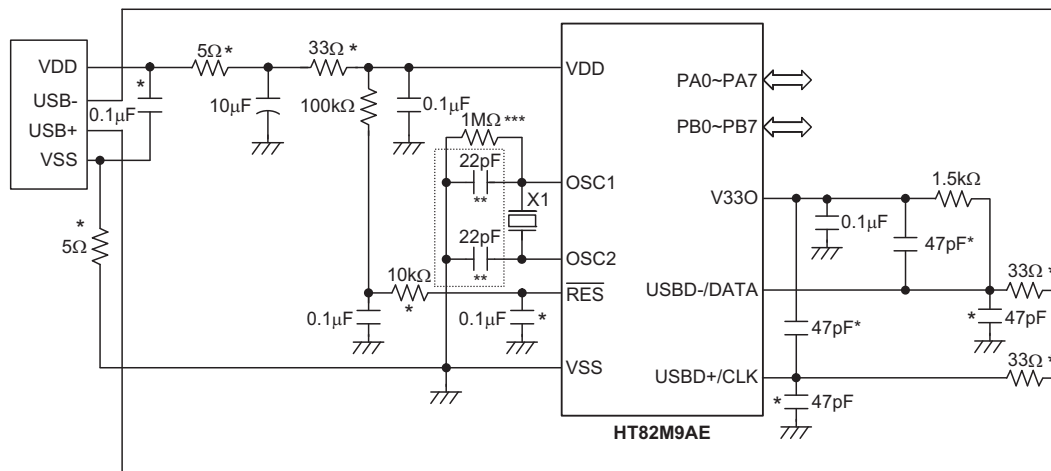 VDD
USB-
USB+
VSS
*
0.1μF
5Ω*
10μF
33Ω *
100kΩ
0.1μF
*
5Ω
1MΩ ***
22pF
**
X1
22pF
**
10kΩ
*
0.1μF
0.1μF
*
VDD
OSC1
OSC2
RES
VSS
PA0~PA7
PB0~PB7
V33O
USBD-/DATA
USBD+/CLK
HT82M9AE
0.1μF
1.5kΩ
47pF*
33Ω *
* 47pF
47pF*
33Ω *
* 47pF